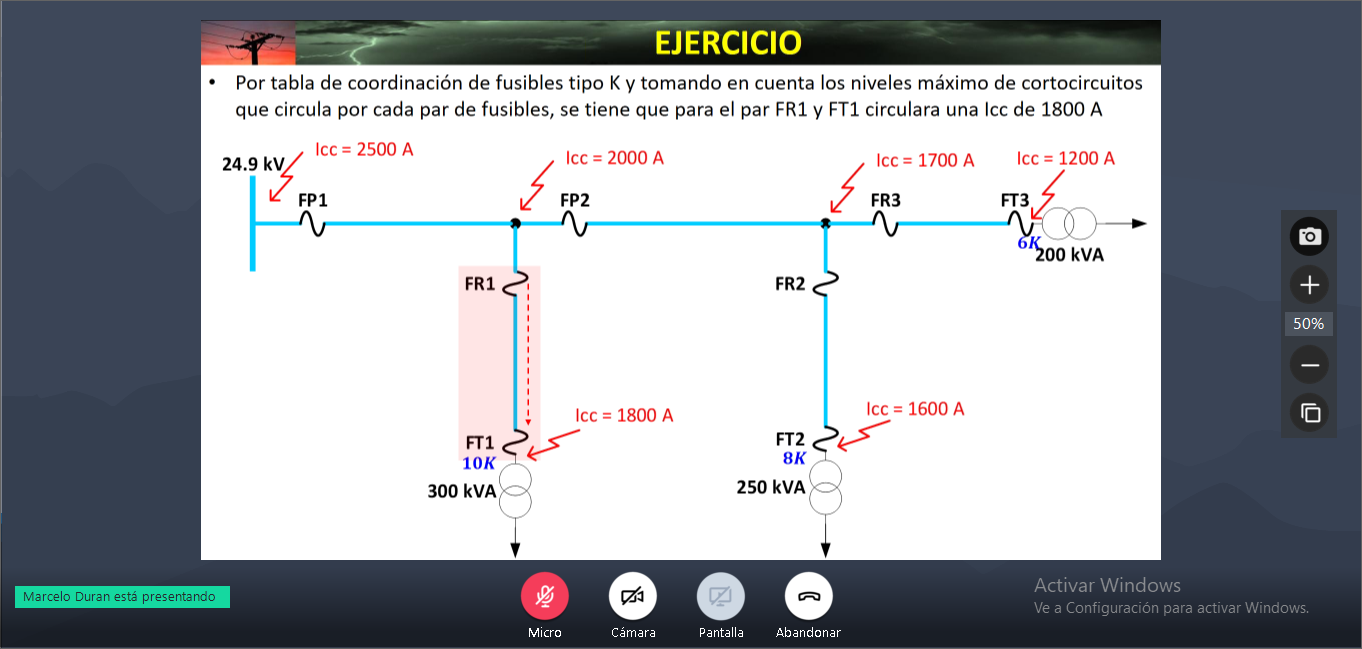 EJERCICIO
• Por tabla de coordinación de fusibles tipo K y tomando en cuenta los niveles máximo de cortocircuitos
que circula por cada par de fusibles, se tiene que para el par FR1 y FT1 circulara una Icc de 1800 A
24.9 kV
Icc = 2500 A
Icc = 2000 A
Icc = 1700 A
Icc = 1200 A
FP1
FP2
FR3
FT3
6K
200 kVA
FR1
FR2
50%
Icc = 1800 A
Icc = 1600 A
FT1
10K
300 kVA
FT2
8K
250 kVA
Marcelo Duran está presentando
Micro
Cámara
Pantalla
Abandonar
Activar Windows
Ve a Configuración para activar Windows.